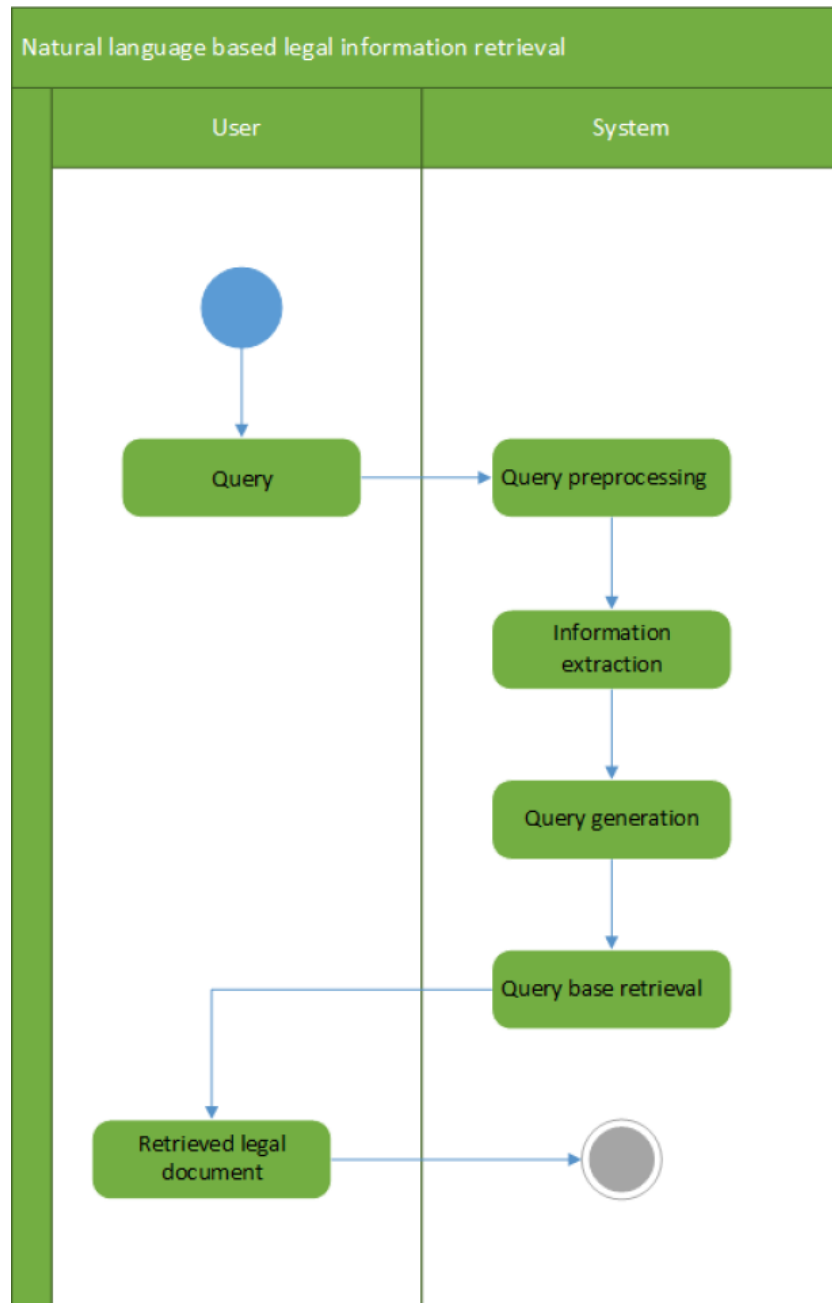 Natural language based legal information retrieval
User
System
Query
Query preprocessing
Information
extraction
Query generation
Query base retrieval
Retrieved legal
document